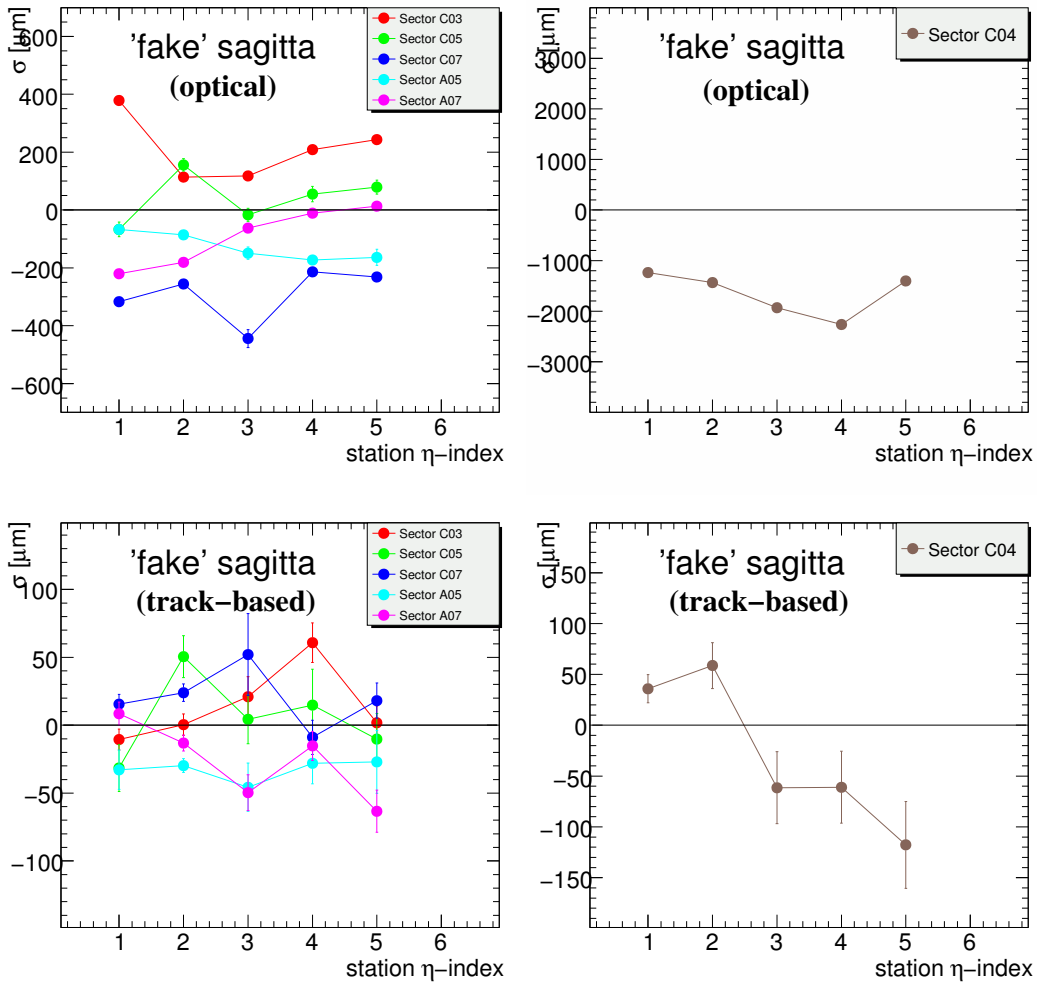 σ [μm]
600
400
200
0
−200
−400
−600
'fake' sagitta
(optical)
Sector C03
Sector C05
Sector C07
Sector A05
Sector A07
1 2 3 4 5 6
station η−index
σ [μm]
3000
2000
1000
0
−1000
−2000
−3000
'fake' sagitta
(optical)
Sector C04
1 2 3 4 5 6
station η−index
σ [μm]
100
50
0
−50
−100
'fake' sagitta
(track−based)
Sector C03
Sector C05
Sector C07
Sector A05
Sector A07
1 2 3 4 5 6
station η−index
σ [μm]
150
100
50
0
−50
−100
−150
'fake' sagitta
(track−based)
Sector C04
1 2 3 4 5 6
station η−index